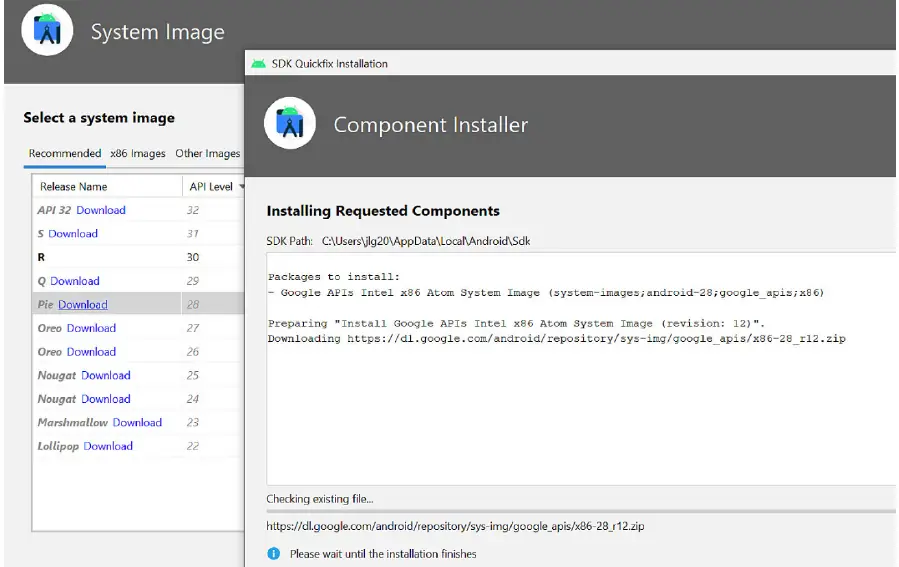 System Image
SDK Quickfix Installation
Component Installer
Select a system image
Recommended x86 Images Other Images
Release Name API Level
API 32 Download 32
S Download 31
R 30
Q Download 29
Pie Download 28
Oreo Download 27
Oreo Download 26
Nougat Download 25
Nougat Download 24
Marshmallow Download 23
Lollipop Download 22
Installing Requested Components
SDK Path: C:\Users\jlg20\AppData\Local\Android\Sdk
Packages to install:
- Google APIs Intel x86 Atom System Image (system-images;android-28;google_apis;x86)
Preparing "Install Google APIs Intel x86 Atom System Image (revision: 12)".
Downloading https://dl.google.com/android/repository/sys-img/google_apis/x86-28_r12.zip
Checking existing file...
https://dl.google.com/android/repository/sys-img/google_apis/x86-28_r12.zip
Please wait until the installation finishes